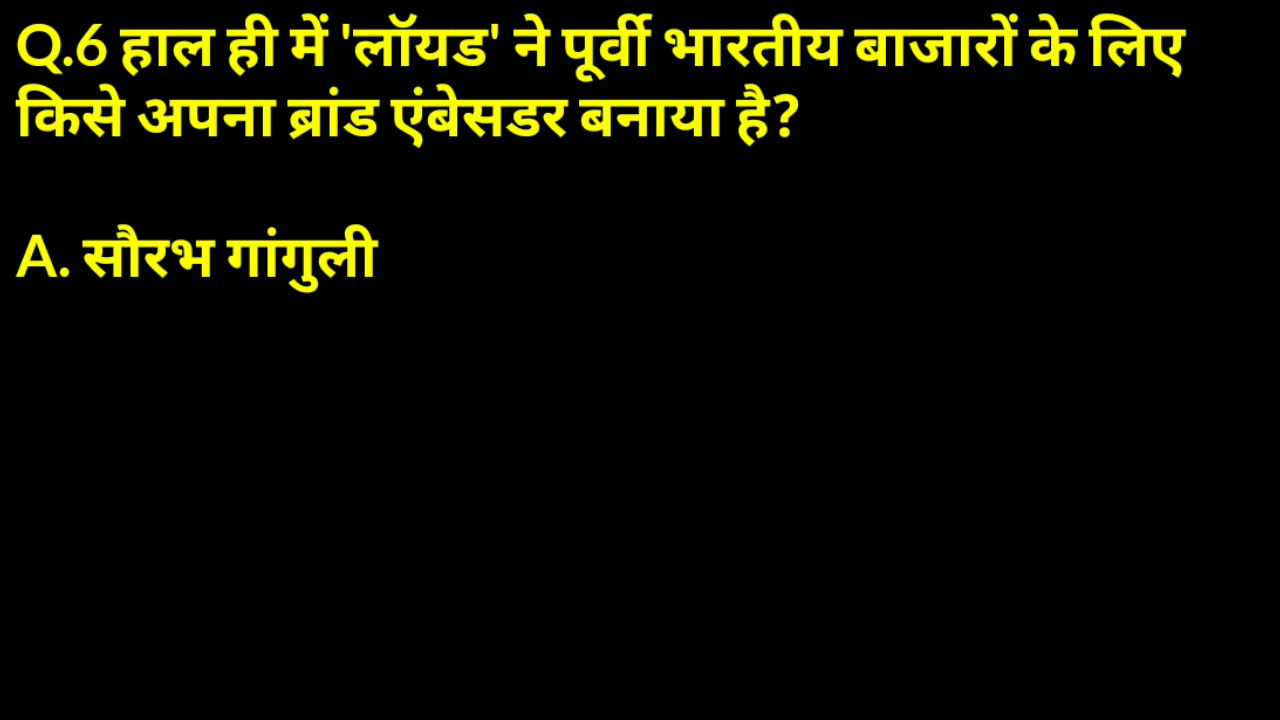 Q.6 हाल ही में 'लॉयड' ने पूर्वी भारतीय बाजारों के लिए
किसे अपना ब्रांड एंबेसडर बनाया है?
A. सौरभ गांगुली